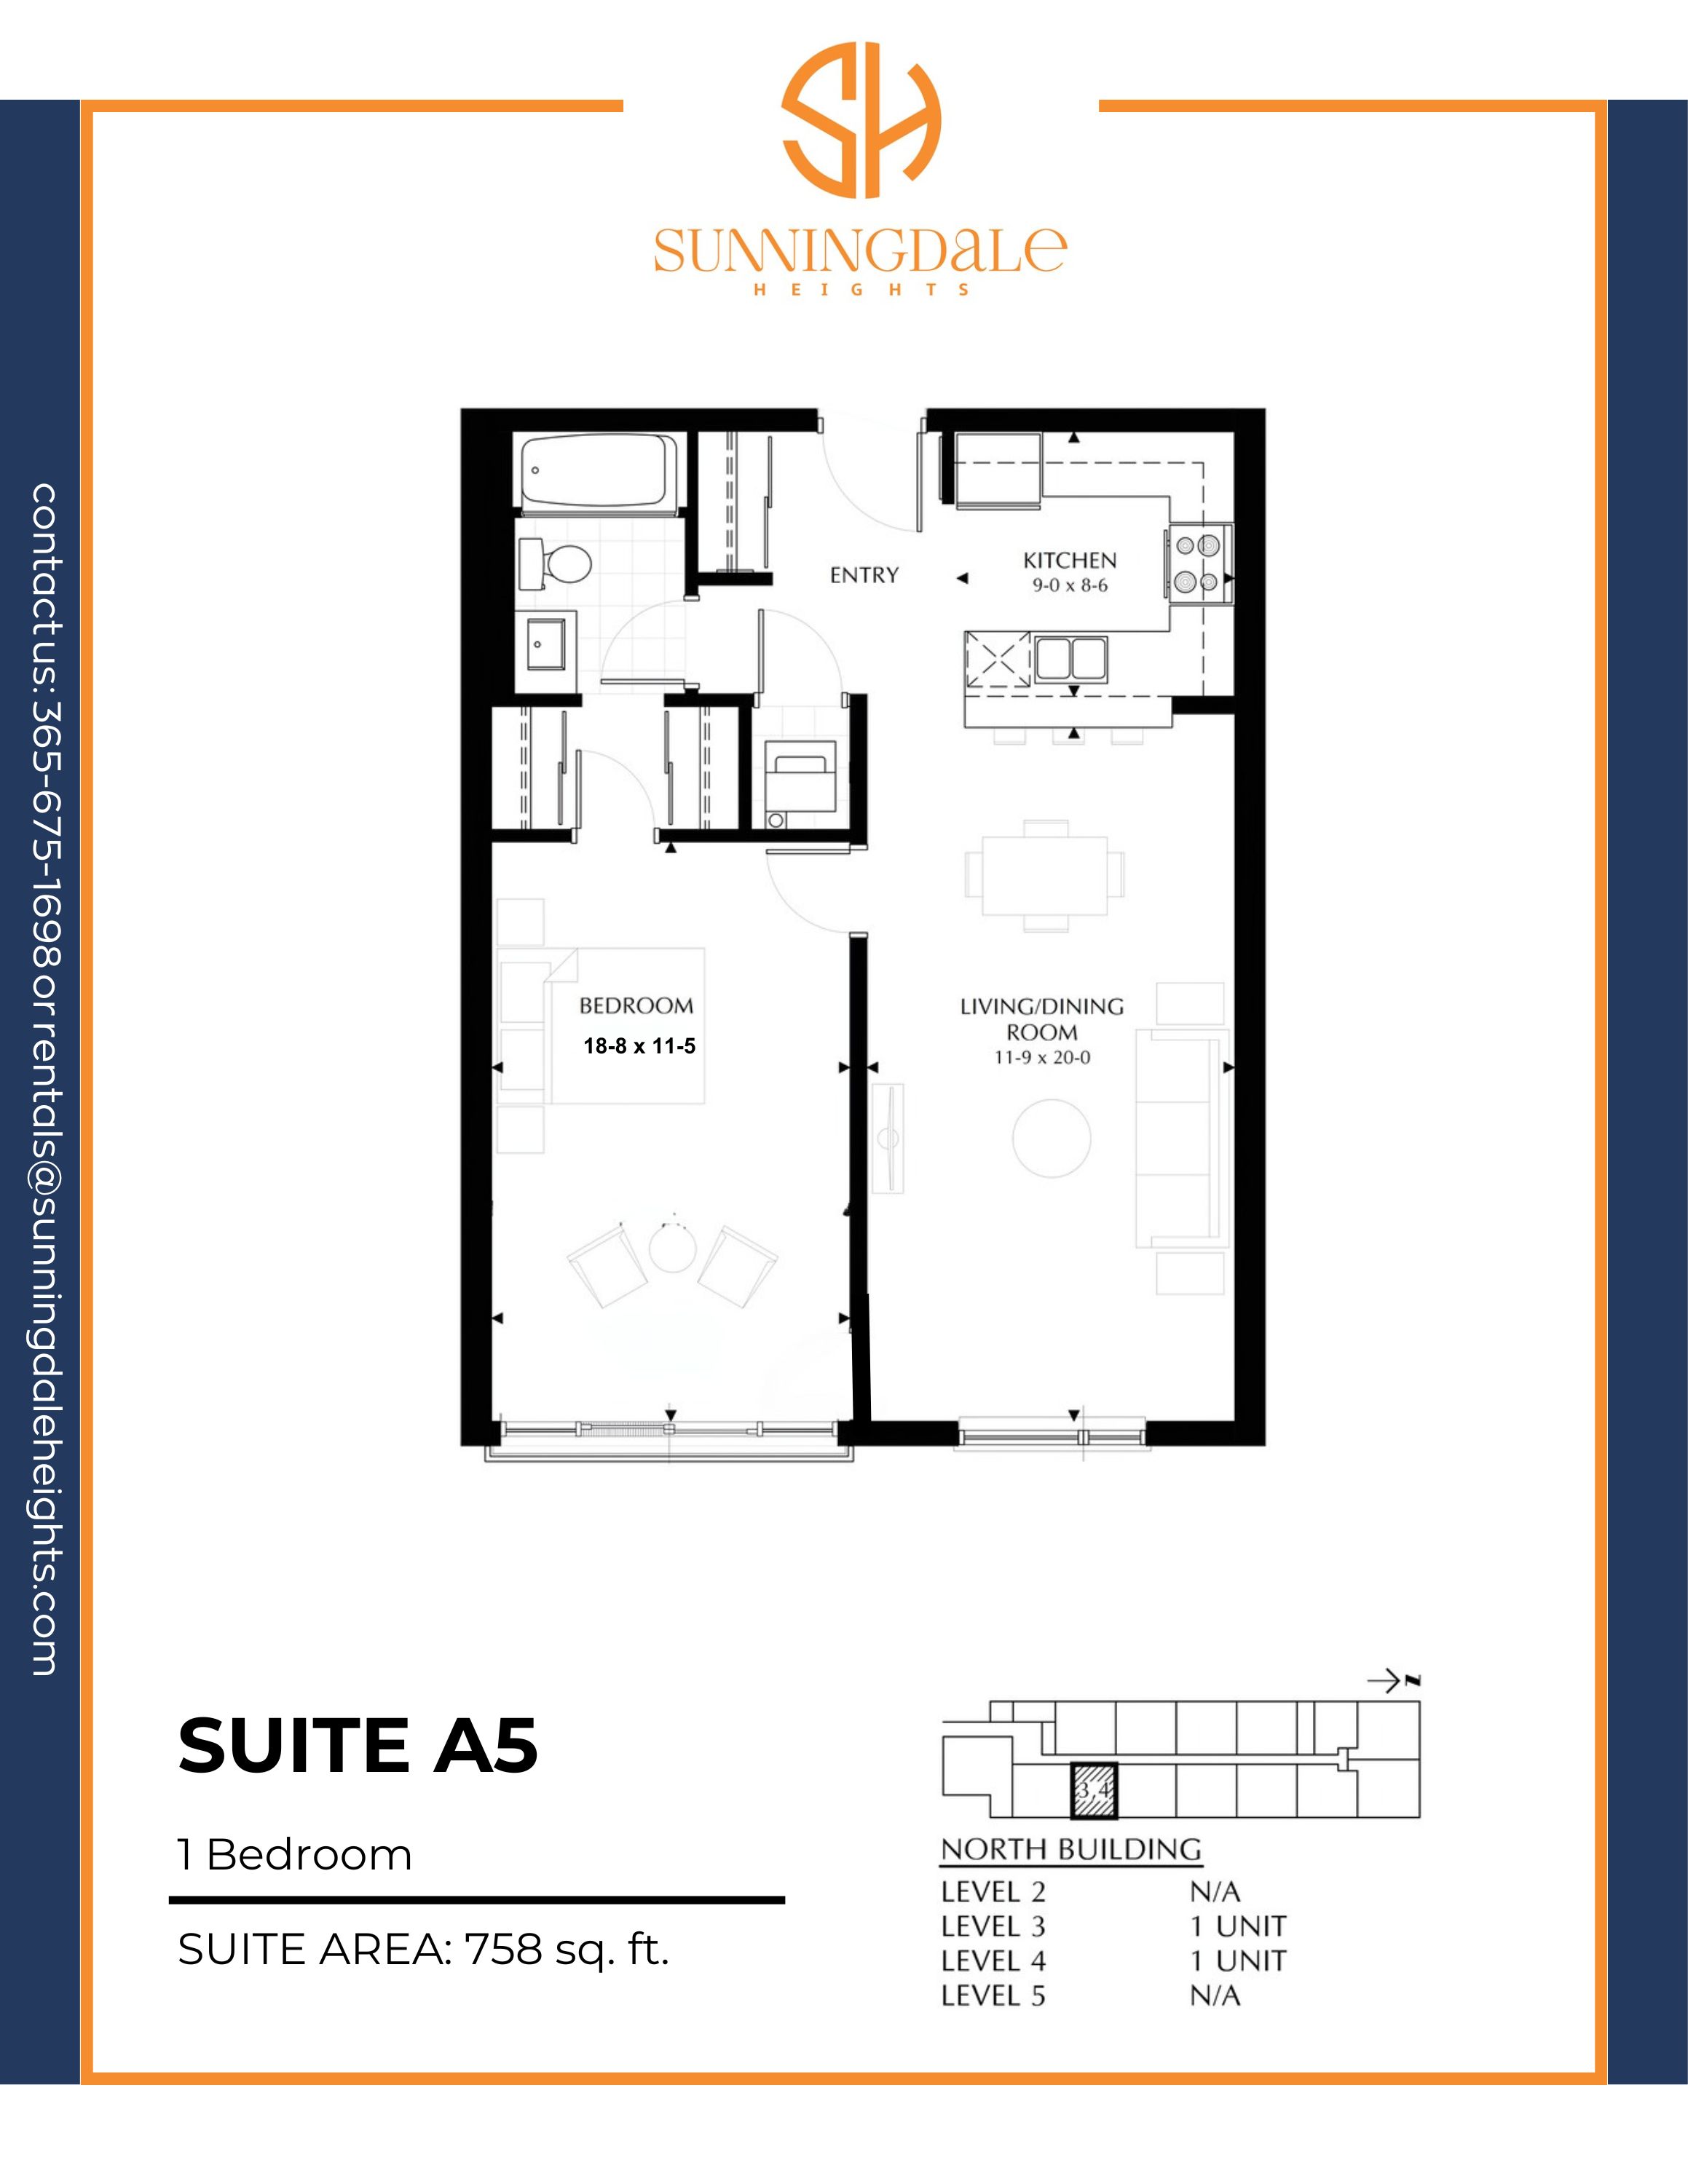 SUNNINGDALE
HEIGHTS
contact us: 365-675-1698 or rentals@sunningdaleheights.com
ENTRY
KITCHEN
9-0 x 8-6
BEDROOM
18-8 x 11-5
LIVING/DINING
ROOM
11-9 x 20-0
SUITE A5
1 Bedroom
SUITE AREA: 758 sq. ft.
N
3,4
NORTH BUILDING
LEVEL 2 N/A
LEVEL 3 1 UNIT
LEVEL 4 1 UNIT
LEVEL 5 N/A